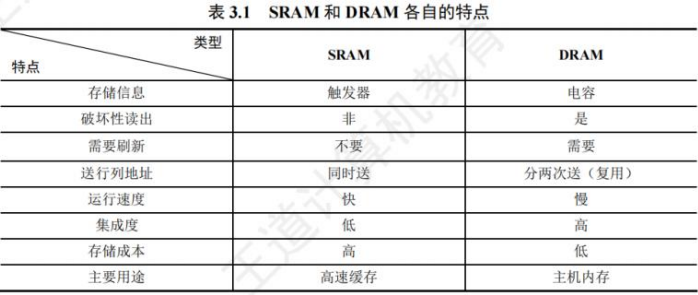 表 3.1 SRAM 和 DRAM 各自的特点
类型
特点 SRAM DRAM
存储信息 触发器 电容
破坏性读出 非 是
需要刷新 不要 需要
送行列地址 同时送 分两次送（复用）
运行速度 快 慢
集成度 低 高
存储成本 高 低
主要用途 高速缓存 主机内存
王道计算机教育